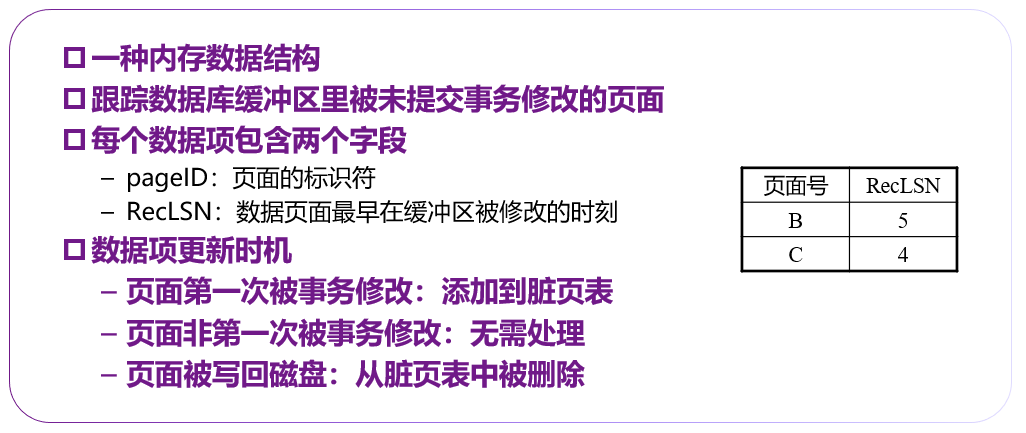 一种内存数据结构
跟踪数据库缓冲区里被未提交事务修改的页面
每个数据项包含两个字段
– pageID：页面的标识符
– RecLSN：数据页面最早在缓冲区被修改的时刻
数据项更新时机
– 页面第一次被事务修改：添加到脏页表
– 页面非第一次被事务修改：无需处理
– 页面被写回磁盘：从脏页表中被删除
页面号 RecLSN
B 5
C 4